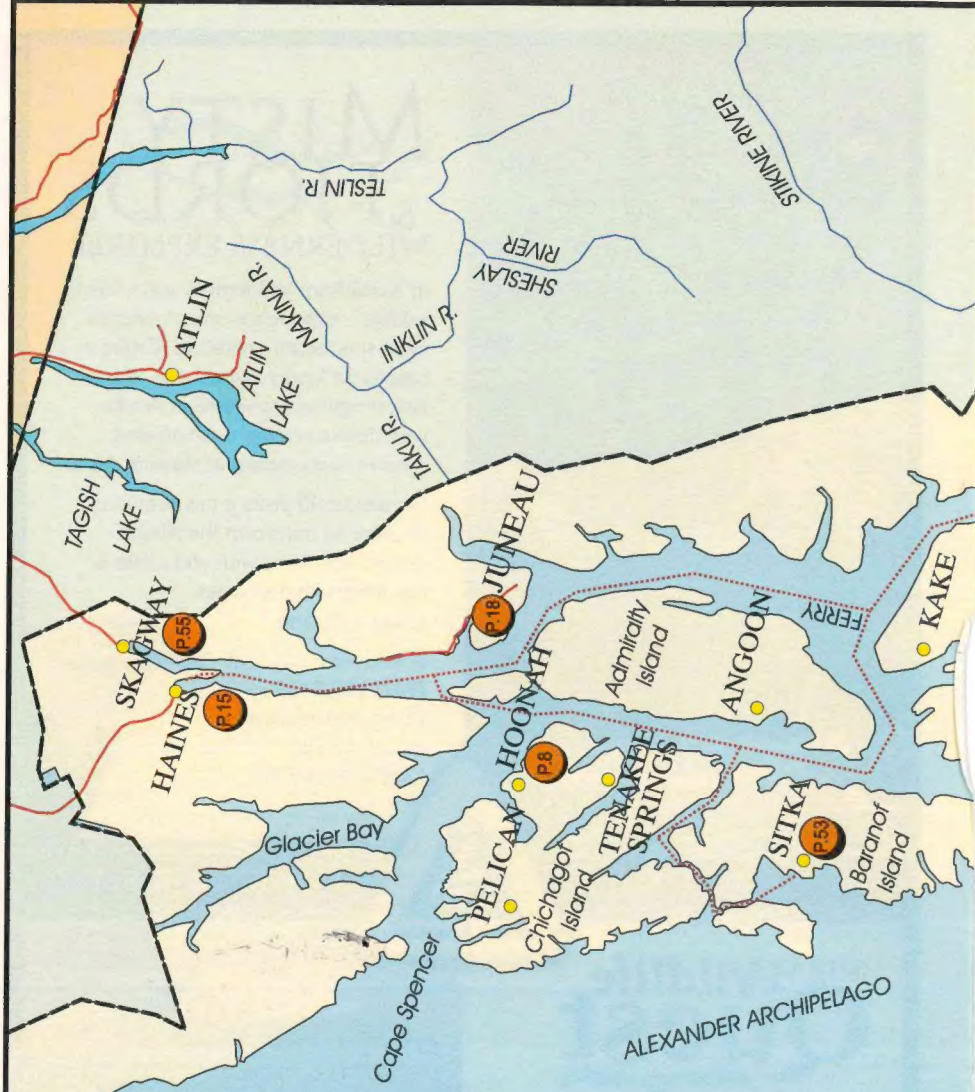 TESLIN R.
STIKINE RIVER
NAKINA R
SHESLAY
RIVER
INKLIN R.
ATLIN
ATLIN
LAKE
TAKU R.
TAGISH
LAKE
SKAGWAY
P.55
HAINES
P.15
JUNEAU
P.18
HOONAH
P.8
Admiralty
Island
ANGOON
FERRY
KAKE
Glacier Bay
PELICAN
Chichagof
Island
TENAKEE
SPRINGS
SITKA
P.53
Baranof
Island
Cape Spencer
ALEXANDER ARCHIPELAGO